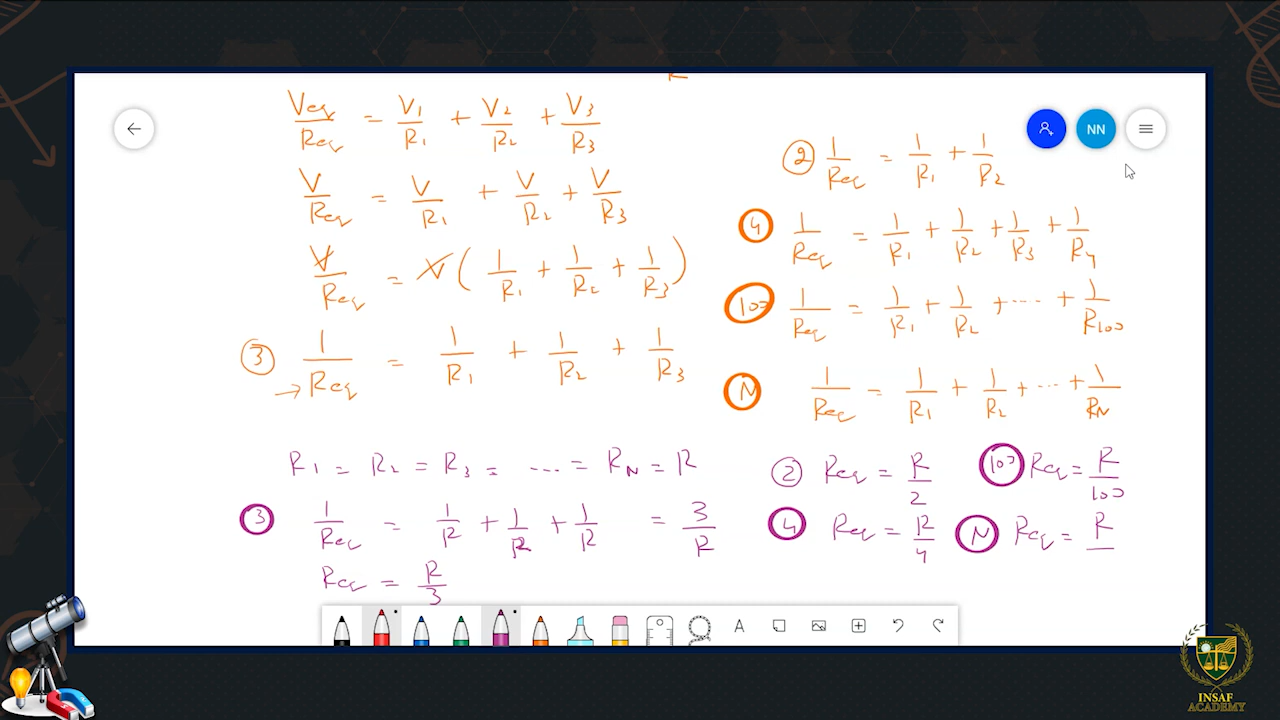 Veq/Req = V1/R1 + V2/R2 + V3/R3
V/Req = V/R1 + V/R2 + V/R3
V/Req = V ( 1/R1 + 1/R2 + 1/R3 )
③ → 1/Req = 1/R1 + 1/R2 + 1/R3
NN
② 1/Req = 1/R1 + 1/R2
④ 1/Req = 1/R1 + 1/R2 + 1/R3 + 1/R4
(100) 1/Req = 1/R1 + 1/R2 + ---- + 1/R100
(N) 1/Req = 1/R1 + 1/R2 + --- + 1/RN
R1 = R2 = R3 = --- = RN = R
③ 1/Req = 1/R + 1/R + 1/R = 3/R
Req = R/3
② Req = R/2
(100) Req = R/100
④ Req = R/4
(N) Req = R/
A
INSAF
ACADEMY